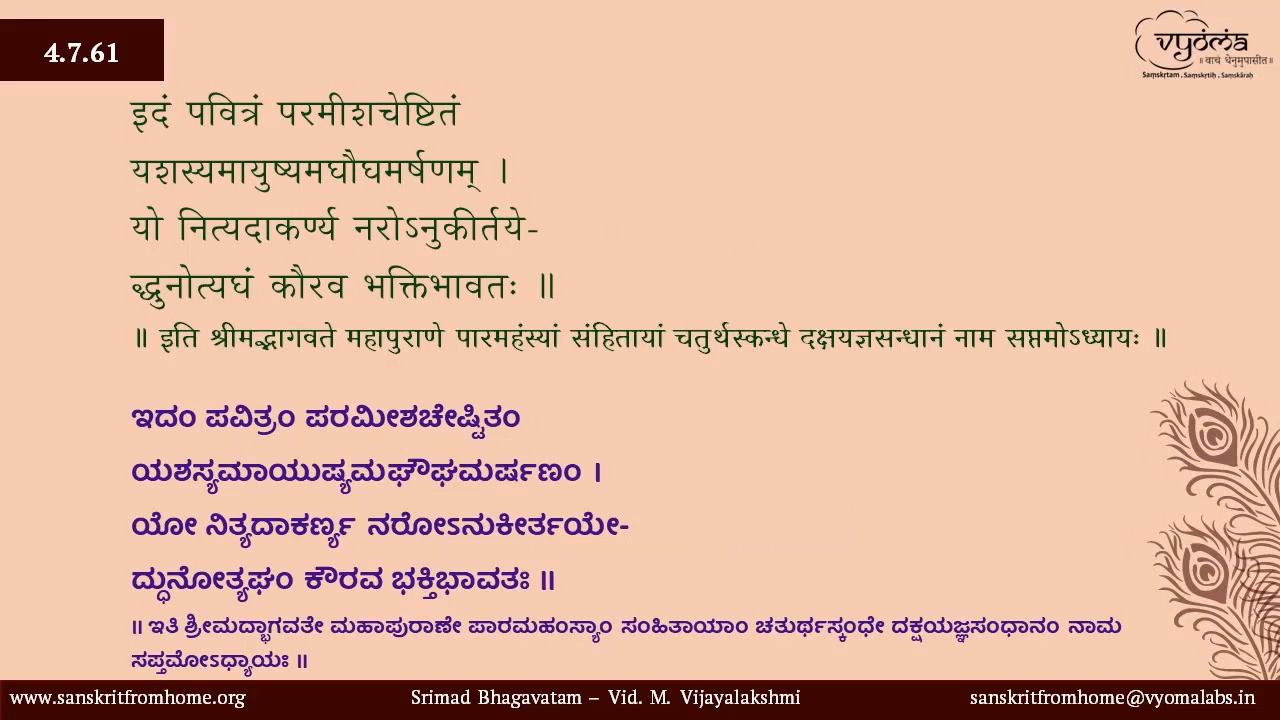 4.7.61
vyoma
॥ वाचं धेनुमुपासीत॥
Saṃskṛtam , Saṃskṛtiḥ , Saṃskāraḥ
इदं पवित्रं परमीशचेष्टितं
यशस्यमायुष्यमघौघमर्षणम् ।
यो नित्यदाकर्ण्य नरोऽनुकीर्तये-
द्धुनोत्यघं कौरव भक्तिभावतः ॥
॥ इति श्रीमद्भागवते महापुराणे पारमहंस्यां संहितायां चतुर्थस्कन्धे दक्षयज्ञसन्धानं नाम सप्तमोऽध्यायः ॥
ಇದಂ ಪವಿತ್ರಂ ಪರಮೀಶಚೇಷ್ಟಿತಂ
ಯಶಸ್ಯಮಾಯುಷ್ಯಮಘೌಘಮರ್ಷಣಂ ।
ಯೋ ನಿತ್ಯದಾಕರ್ಣ್ಯ ನರೋಽನುಕೀರ್ತಯೇ-
ದ್ಧುನೋತ್ಯಘಂ ಕೌರವ ಭಕ್ತಿಭಾವತಃ ॥
॥ ಇತಿ ಶ್ರೀಮದ್ಭಾಗವತೇ ಮಹಾಪುರಾಣೇ ಪಾರಮಹಂಸ್ಯಾಂ ಸಂಹಿತಾಯಾಂ ಚತುರ್ಥಸ್ಕಂಧೇ ದಕ್ಷಯಜ್ಞಸಂಧಾನಂ ನಾಮ
ಸಪ್ತಮೋಽಧ್ಯಾಯಃ ॥
www.sanskritfromhome.org
Srimad Bhagavatam – Vid. M. Vijayalakshmi
sanskritfromhome@vyomalabs.in